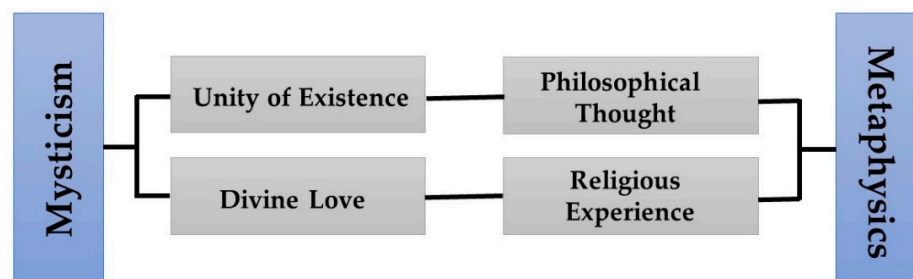 Mysticism
Unity of Existence
Philosophical
Thought
Divine Love
Religious
Experience
Metaphysics